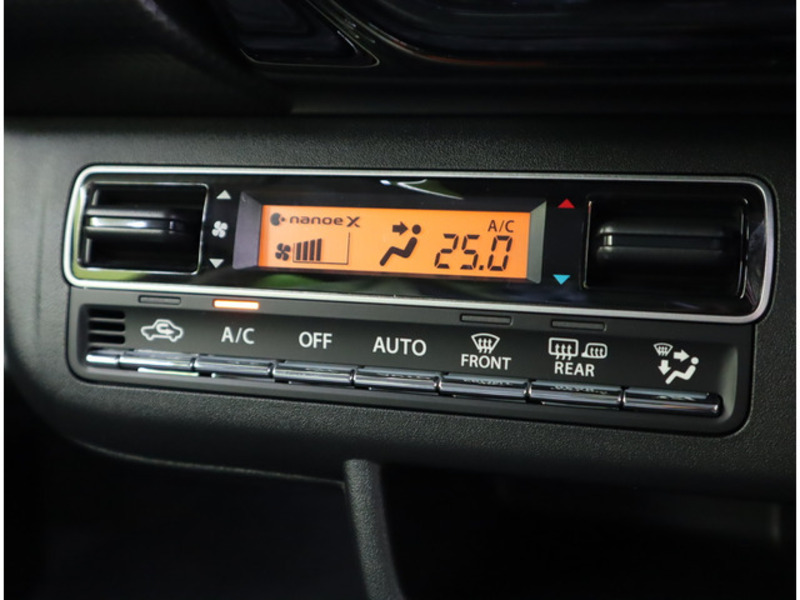 nanoe X
A/C
25.0
A/C
OFF
AUTO
FRONT
REAR